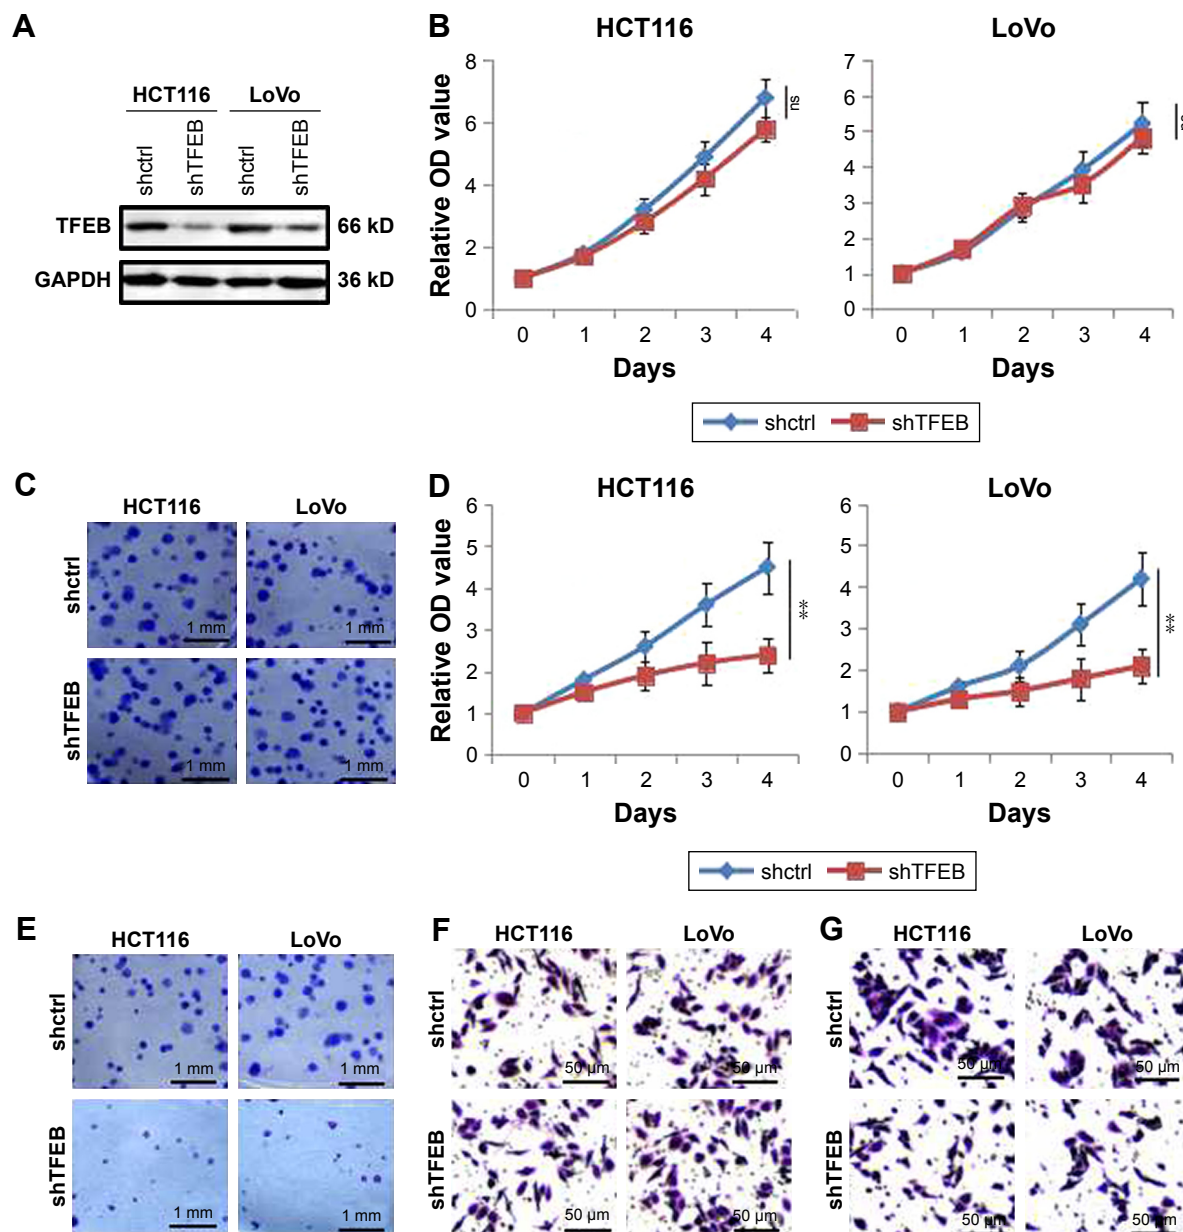 A
HCT116 LoVo
shctrl shTFEB shctrl shTFEB
TFEB 66 kD
GAPDH 36 kD
B
HCT116 LoVo
Relative OD value
8
6
4
2
0
ns
0 1 2 3 4
Days
7
6
5
4
3
2
1
0
0 1 2 3 4
Days
shctrl shTFEB
C
HCT116 LoVo
shctrl
1 mm 1 mm
shTFEB
1 mm 1 mm
D
HCT116 LoVo
Relative OD value
6
5
4
3
2
1
0
**
0 1 2 3 4
Days
6
5
4
3
2
1
0
**
0 1 2 3 4
Days
shctrl shTFEB
E
HCT116 LoVo
shctrl
1 mm 1 mm
shTFEB
1 mm 1 mm
F
HCT116 LoVo
shctrl
50 µm 50 µm
shTFEB
50 µm 50 µm
G
HCT116 LoVo
shctrl
50 µm 50 µm
shTFEB
50 µm 50 µm